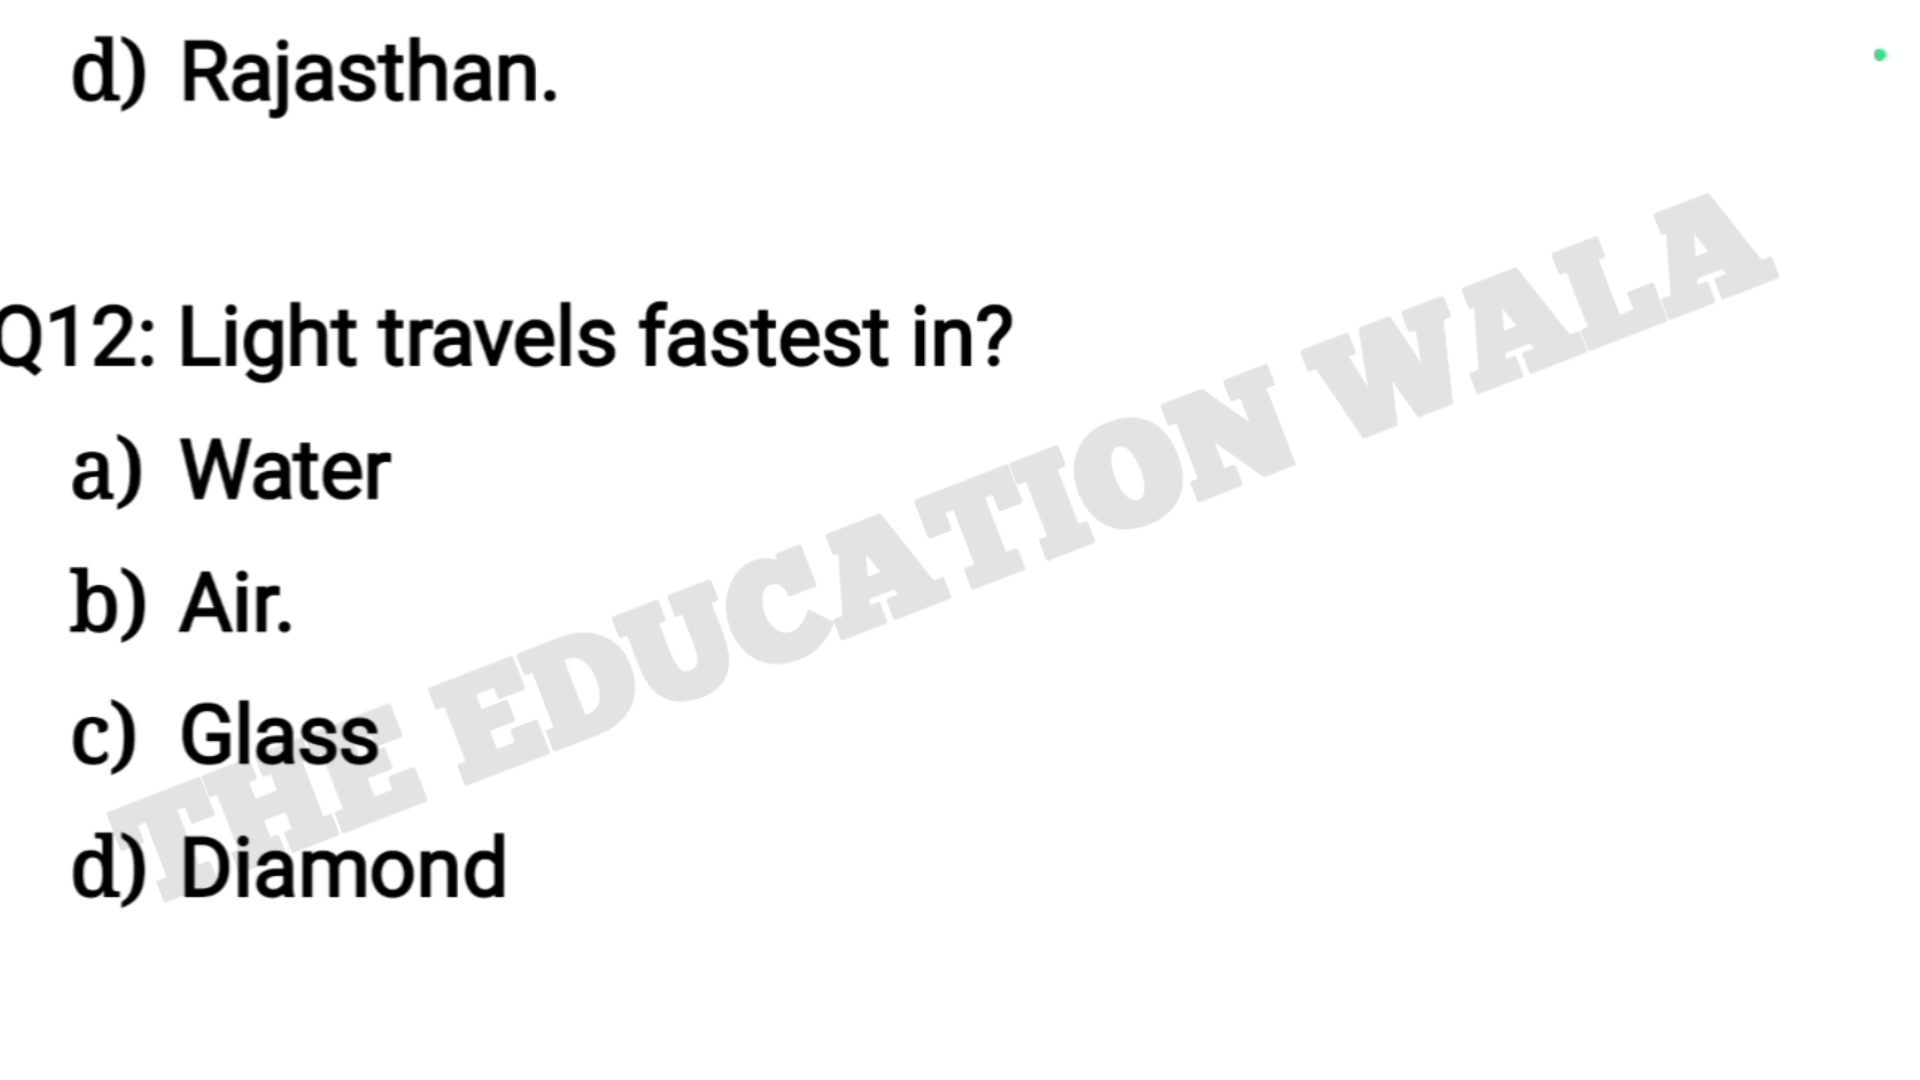 d) Rajasthan.
Q12: Light travels fastest in?
a) Water
b) Air.
c) Glass
d) Diamond
THE EDUCATION WALA